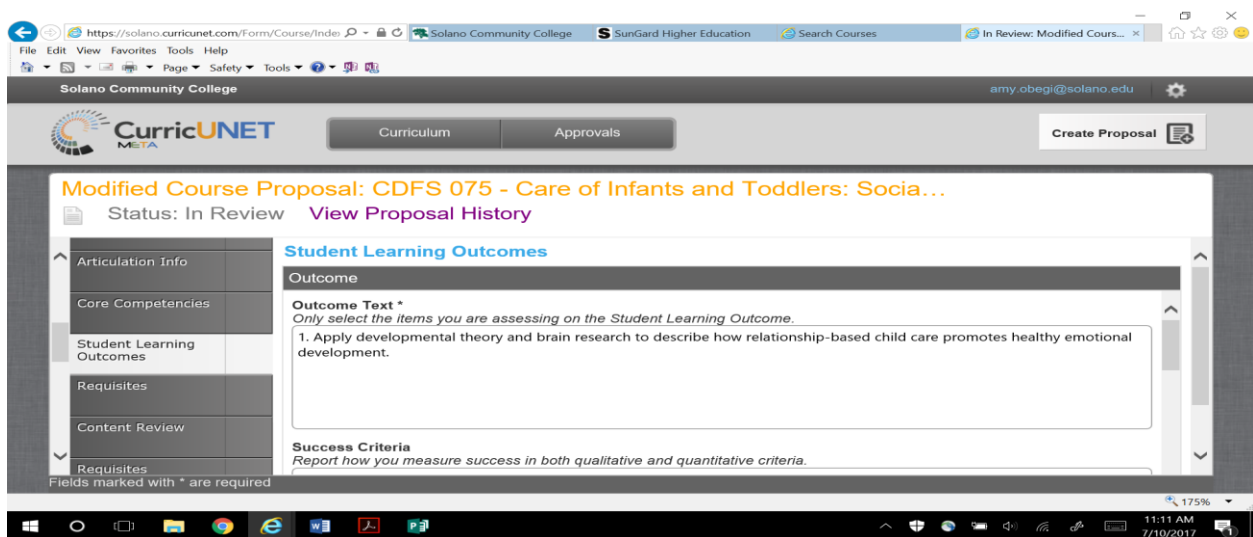 https://solano.curricunet.com/Form/Course/Inde: Solano Community College SunGard Higher Education Search Courses In Review: Modified Cours... ×
File Edit View Favorites Tools Help
Page Safety Tools
Solano Community College amy.obegi@solano.edu
CurricUNET Curriculum Approvals Create Proposal
META
Modified Course Proposal: CDFS 075 - Care of Infants and Toddlers: Socia...
Status: In Review View Proposal History
Student Learning Outcomes
Articulation Info
Outcome
Core Competencies
Outcome Text *
Only select the items you are assessing on the Student Learning Outcome.
1. Apply developmental theory and brain research to describe how relationship-based child care promotes healthy emotional
development.
Student Learning
Outcomes
Requisites
Content Review
Success Criteria
Report how you measure success in both qualitative and quantitative criteria.
Requisites
Fields marked with * are required
175%
11:11 AM
7/10/2017